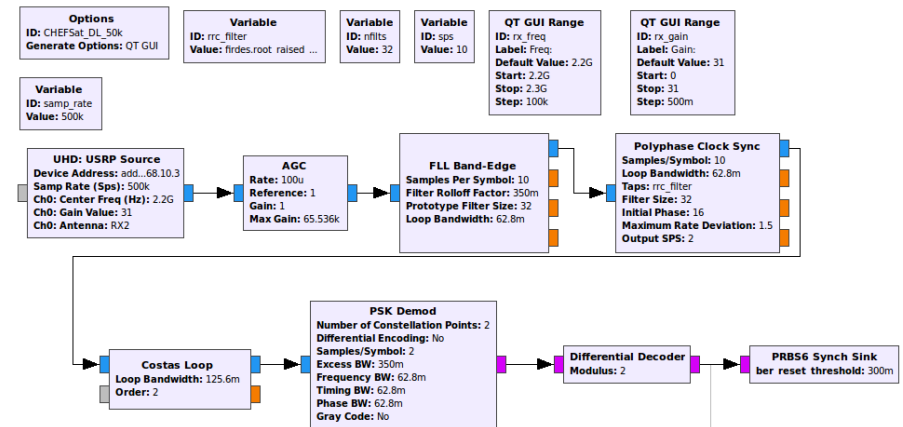 Options
ID: CHEFSat_DL_50k
Generate Options: QT GUI
Variable
ID: rrc_filter
Value: firdes.root_raised_...
Variable
ID: nfilts
Value: 32
Variable
ID: sps
Value: 10
QT GUI Range
ID: rx_freq
Label: Freq:
Default Value: 2.2G
Start: 2.2G
Stop: 2.3G
Step: 100k
QT GUI Range
ID: rx_gain
Label: Gain:
Default Value: 31
Start: 0
Stop: 31
Step: 500m
Variable
ID: samp_rate
Value: 500k
UHD: USRP Source
Device Address: add...68.10.3
Samp Rate (Sps): 500k
Ch0: Center Freq (Hz): 2.2G
Ch0: Gain Value: 31
Ch0: Antenna: RX2
AGC
Rate: 100u
Reference: 1
Gain: 1
Max Gain: 65.536k
FLL Band-Edge
Samples Per Symbol: 10
Filter Rolloff Factor: 350m
Prototype Filter Size: 32
Loop Bandwidth: 62.8m
Polyphase Clock Sync
Samples/Symbol: 10
Loop Bandwidth: 62.8m
Taps: rrc_filter
Filter Size: 32
Initial Phase: 16
Maximum Rate Deviation: 1.5
Output SPS: 2
Costas Loop
Loop Bandwidth: 125.6m
Order: 2
PSK Demod
Number of Constellation Points: 2
Differential Encoding: No
Samples/Symbol: 2
Excess BW: 350m
Frequency BW: 62.8m
Timing BW: 62.8m
Phase BW: 62.8m
Gray Code: No
Differential Decoder
Modulus: 2
PRBS6 Synch Sink
ber_reset_threshold: 300m